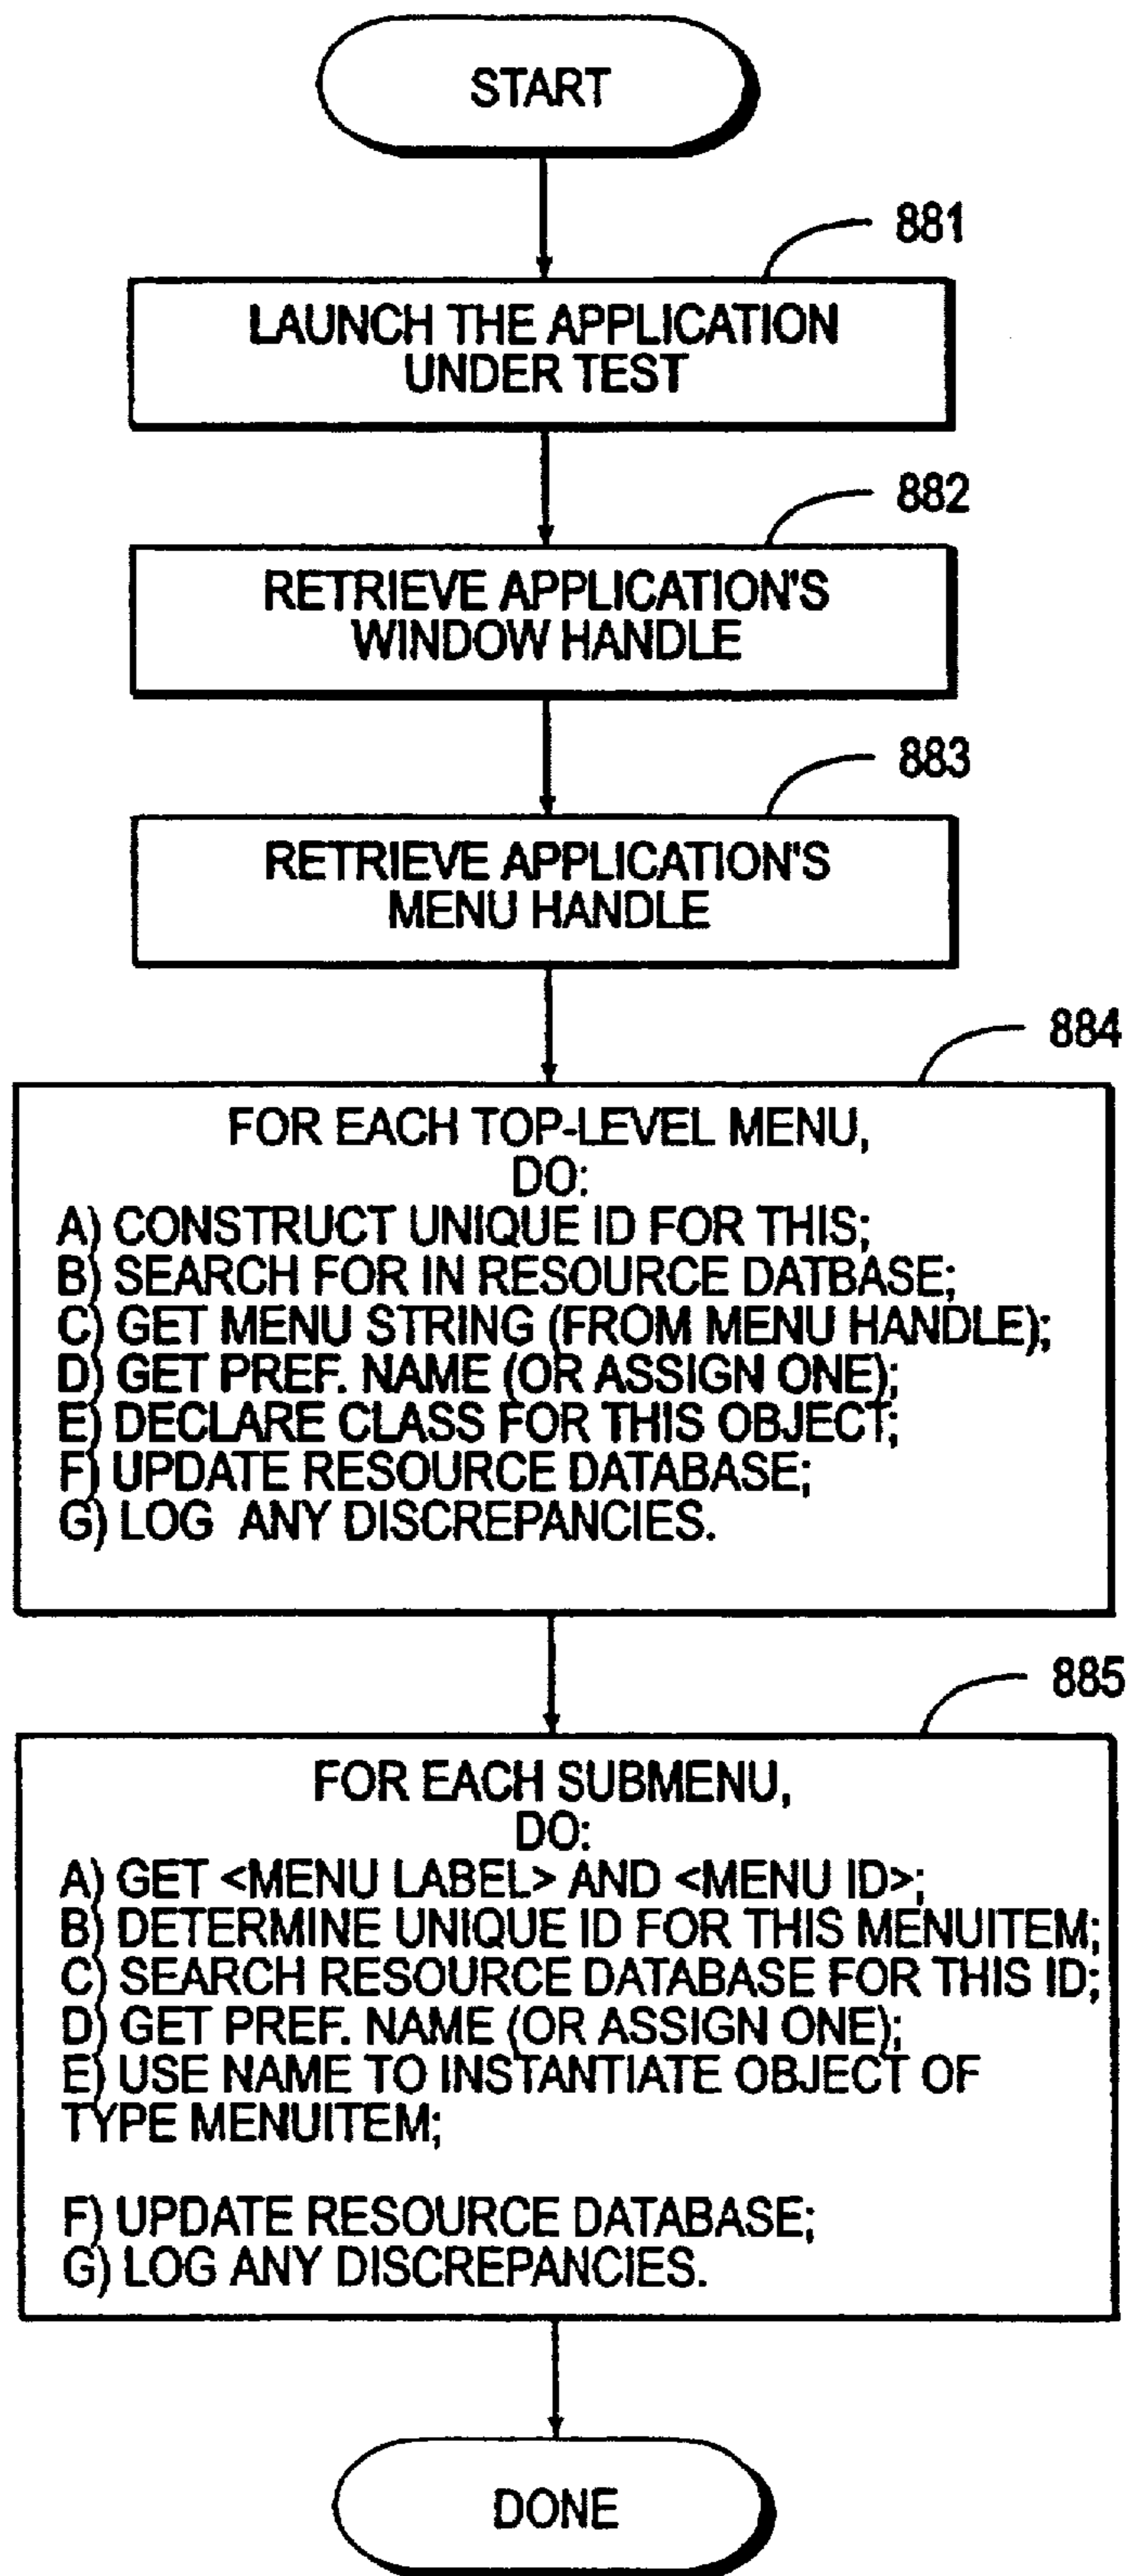 START
881
LAUNCH THE APPLICATION
UNDER TEST
882
RETRIEVE APPLICATION'S
WINDOW HANDLE
883
RETRIEVE APPLICATION'S
MENU HANDLE
884
FOR EACH TOP-LEVEL MENU,
DO:
A) CONSTRUCT UNIQUE ID FOR THIS;
B) SEARCH FOR IN RESOURCE DATBASE;
C) GET MENU STRING (FROM MENU HANDLE);
D) GET PREF. NAME (OR ASSIGN ONE);
E) DECLARE CLASS FOR THIS OBJECT;
F) UPDATE RESOURCE DATABASE;
G) LOG ANY DISCREPANCIES.
885
FOR EACH SUBMENU,
DO:
A) GET <MENU LABEL> AND <MENU ID>;
B) DETERMINE UNIQUE ID FOR THIS MENUITEM;
C) SEARCH RESOURCE DATABASE FOR THIS ID;
D) GET PREF. NAME (OR ASSIGN ONE);
E) USE NAME TO INSTANTIATE OBJECT OF
TYPE MENUITEM;
F) UPDATE RESOURCE DATABASE;
G) LOG ANY DISCREPANCIES.
DONE